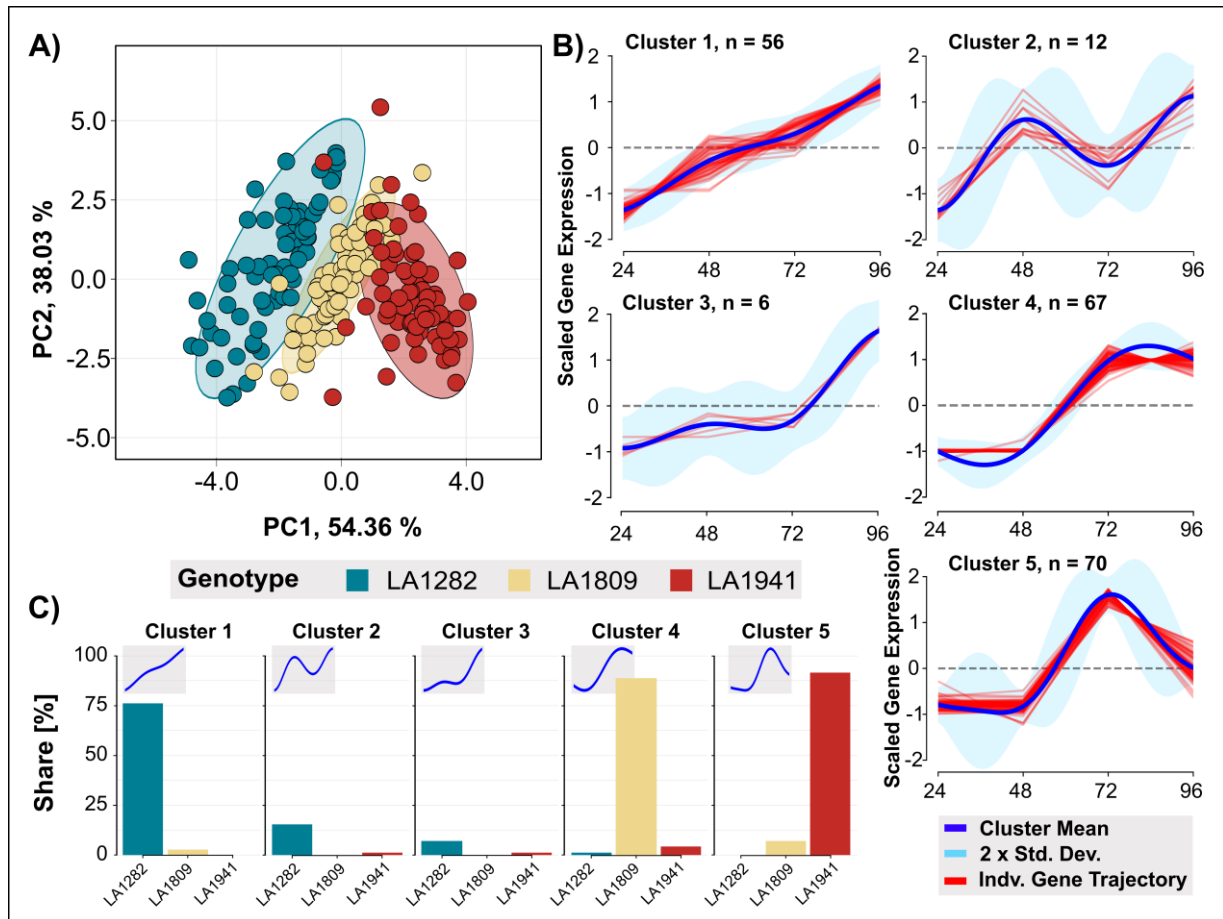 A)
5.0
2.5
0.0
-2.5
-5.0
PC2, 38.03 %
-4.0 0.0 4.0
PC1, 54.36 %
B)
Scaled Gene Expression
Cluster 1, n = 56
2
1
0
-1
-2
24 48 72 96
Cluster 2, n = 12
2
1
0
-1
-2
24 48 72 96
Cluster 3, n = 6
2
1
0
-1
-2
24 48 72 96
Cluster 4, n = 67
2
1
0
-1
-2
24 48 72 96
Scaled Gene Expression
Cluster 5, n = 70
2
1
0
-1
-2
24 48 72 96
Cluster Mean
2 x Std. Dev.
Indv. Gene Trajectory
Genotype LA1282 LA1809 LA1941
C)
Cluster 1 Cluster 2 Cluster 3 Cluster 4 Cluster 5
100
75
50
25
0
Share [%]
LA1282 LA1809 LA1941 LA1282 LA1809 LA1941 LA1282 LA1809 LA1941 LA1282 LA1809 LA1941 LA1282 LA1809 LA1941